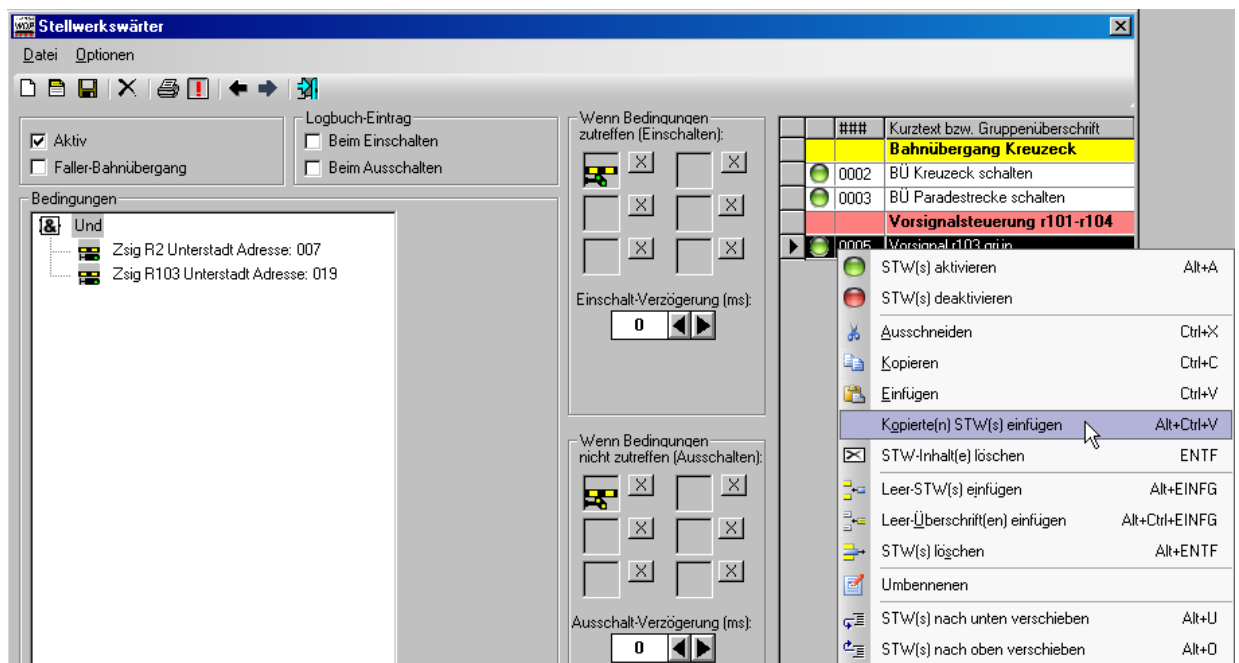 Stellwerkswärter
Datei Optionen
Aktiv
Faller-Bahnübergang
Logbuch-Eintrag
Beim Einschalten
Beim Ausschalten
Bedingungen
& Und
Zsig R2 Unterstadt Adresse: 007
Zsig R103 Unterstadt Adresse: 019
Wenn Bedingungen
zutreffen (Einschalten):
X X
X X
X X
Einschalt-Verzögerung (ms):
0
Wenn Bedingungen
nicht zutreffen (Ausschalten):
X X
X X
X X
Ausschalt-Verzögerung (ms):
0
### Kurztext bzw. Gruppenüberschrift
Bahnübergang Kreuzeck
0002 BÜ Kreuzeck schalten
0003 BÜ Paradestrecke schalten
Vorsignalsteuerung r101-r104
0005 Vorsignal r103 grün
STW(s) aktivieren Alt+A
STW(s) deaktivieren
Ausschneiden Ctrl+X
Kopieren Ctrl+C
Einfügen Ctrl+V
Kopierte(n) STW(s) einfügen Alt+Ctrl+V
STW-Inhalt(e) löschen ENTF
Leer-STW(s) einfügen Alt+EINFG
Leer-Überschrift(en) einfügen Alt+Ctrl+EINFG
STW(s) löschen Alt+ENTF
Umbennenen
STW(s) nach unten verschieben Alt+U
STW(s) nach oben verschieben Alt+O